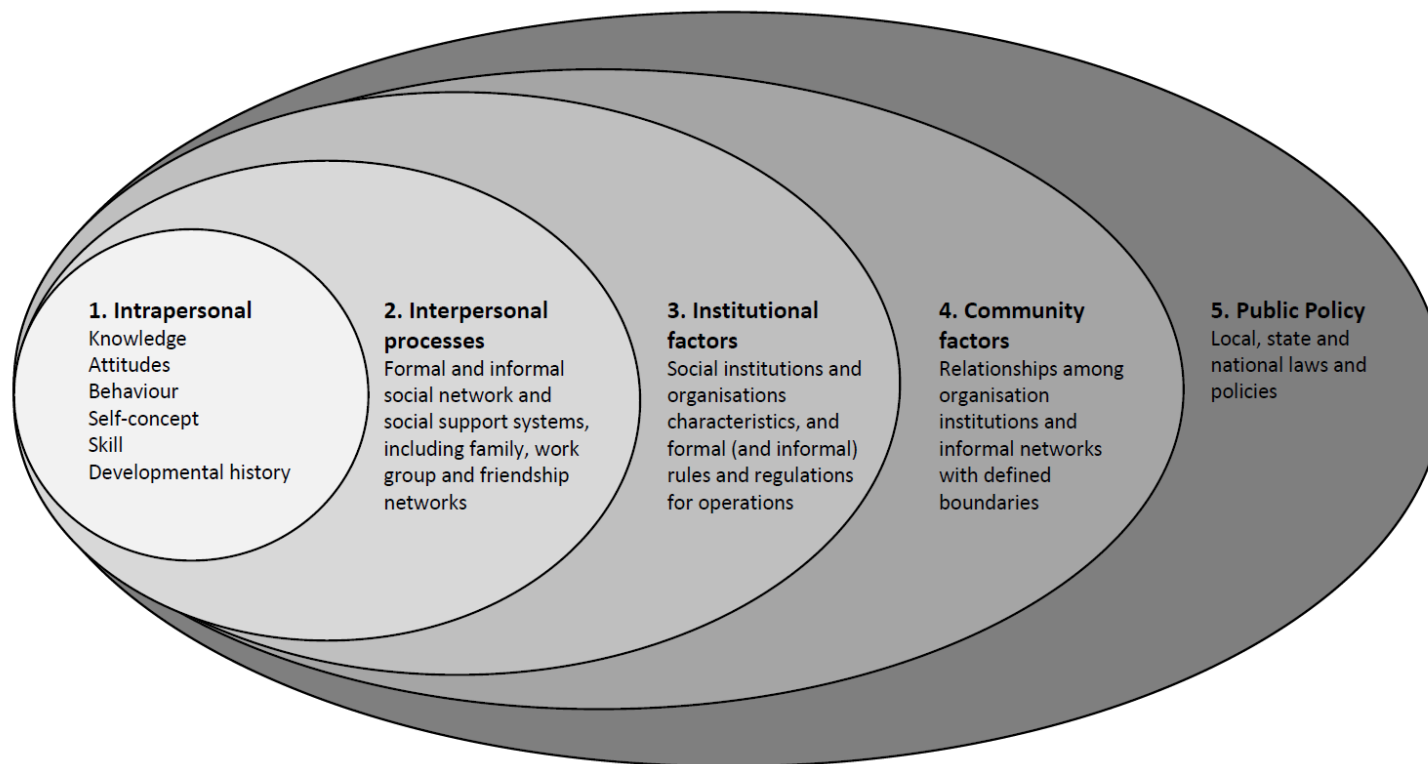 1. Intrapersonal
Knowledge
Attitudes
Behaviour
Self-concept
Skill
Developmental history
2. Interpersonal
processes
Formal and informal
social network and
social support systems,
including family, work
group and friendship
networks
3. Institutional
factors
Social institutions and
organisations
characteristics, and
formal (and informal)
rules and regulations
for operations
4. Community
factors
Relationships among
organisation
institutions and
informal networks
with defined
boundaries
5. Public Policy
Local, state and
national laws and
policies